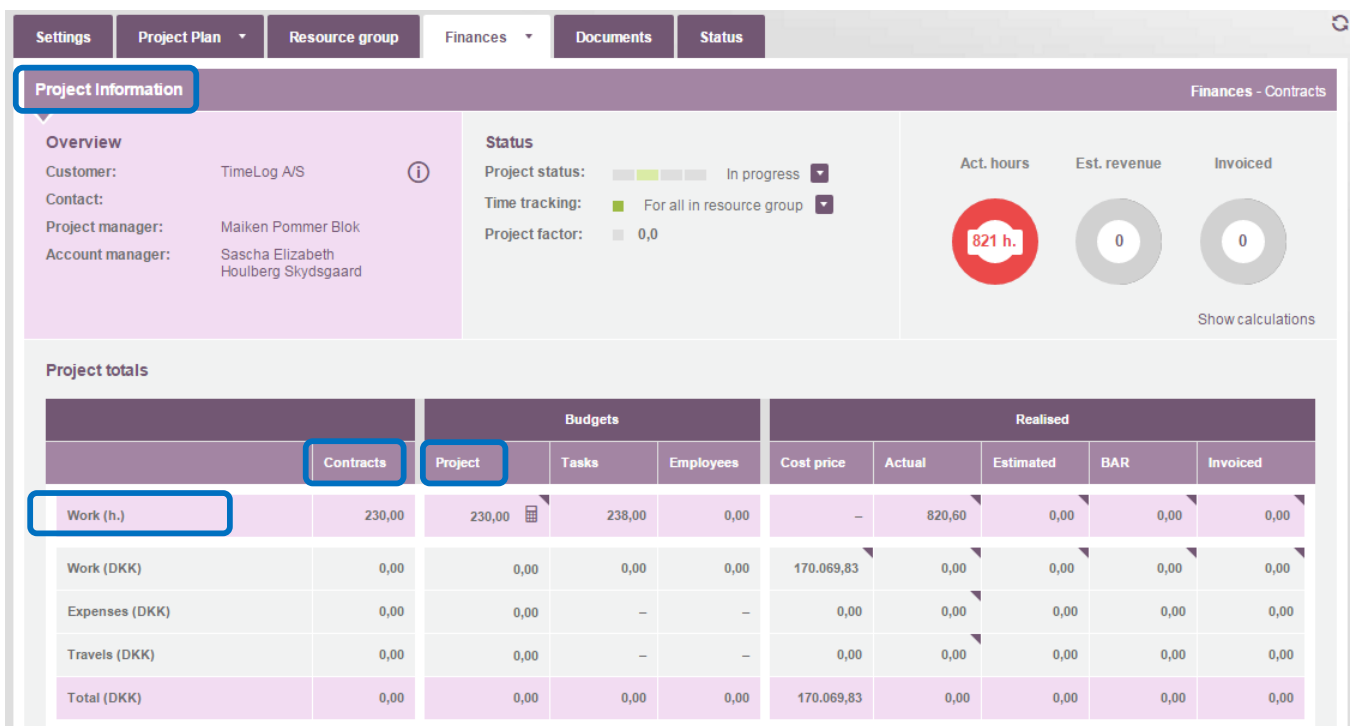 Settings Project Plan Resource group Finances Documents Status
Project Information Finances - Contracts
Overview
Customer: TimeLog A/S
Contact:
Project manager: Maiken Pommer Blok
Account manager: Sascha Elizabeth
Houlberg Skydsgaard
Status
Project status: In progress
Time tracking: For all in resource group
Project factor: 0,0
Act. hours Est. revenue Invoiced
821 h. 0 0
Show calculations
Project totals
Budgets Realised
Contracts Project Tasks Employees Cost price Actual Estimated BAR Invoiced
Work (h.) 230,00 230,00 238,00 0,00 – 820,60 0,00 0,00 0,00
Work (DKK) 0,00 0,00 0,00 0,00 170.069,83 0,00 0,00 0,00 0,00
Expenses (DKK) 0,00 0,00 – – 0,00 0,00 0,00 0,00 0,00
Travels (DKK) 0,00 0,00 – – 0,00 0,00 0,00 0,00 0,00
Total (DKK) 0,00 0,00 0,00 0,00 170.069,83 0,00 0,00 0,00 0,00